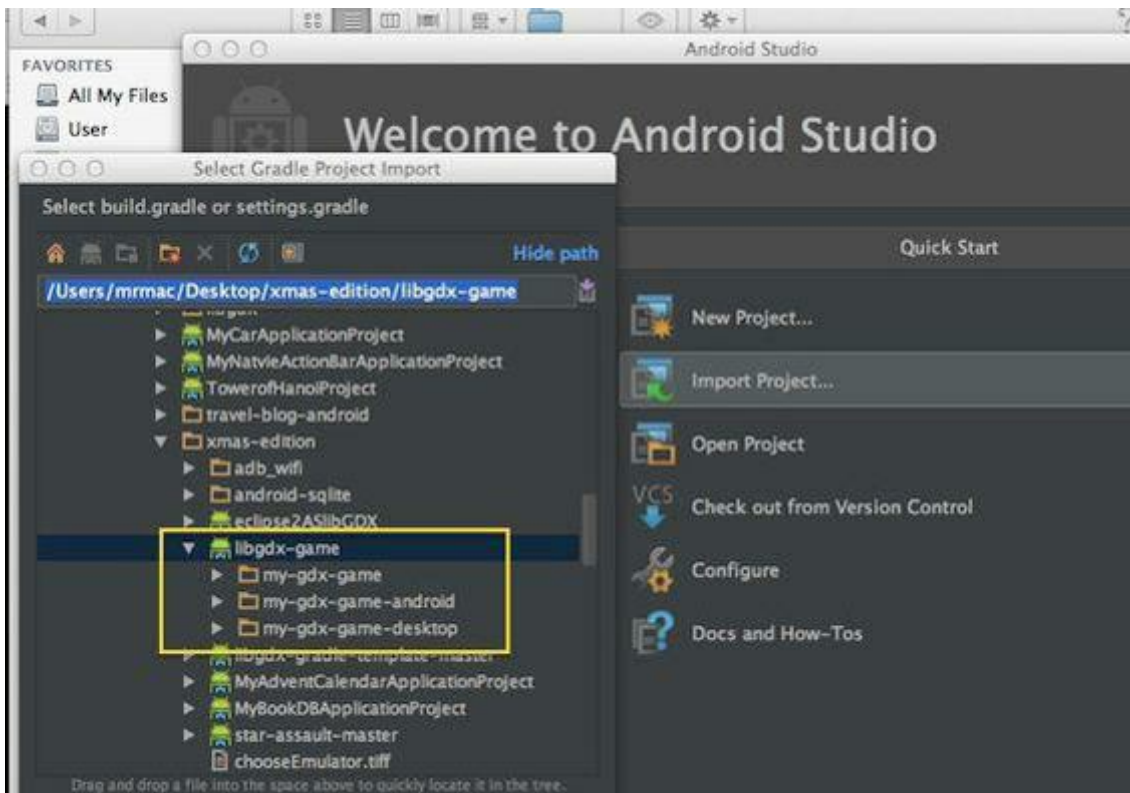 FAVORITES
All My Files
User
Android Studio
Welcome to Android Studio
Select Gradle Project Import
Select build.gradle or settings.gradle
Hide path
/Users/mrmac/Desktop/xmas-edition/libgdx-game
MyCarApplicationProject
MyNatvieActionBarApplicationProject
TowerofHanoiProject
travel-blog-android
xmas-edition
adb_wifi
android-sqlite
eclipse2ASlibGDX
libgdx-game
my-gdx-game
my-gdx-game-android
my-gdx-game-desktop
libgdx-gradle-template-master
MyAdventCalendarApplicationProject
MyBookDBApplicationProject
star-assault-master
chooseEmulator.tiff
Drag and drop a file into the space above to quickly locate it in the tree.
Quick Start
New Project...
Import Project...
Open Project
VCS
Check out from Version Control
Configure
Docs and How-Tos